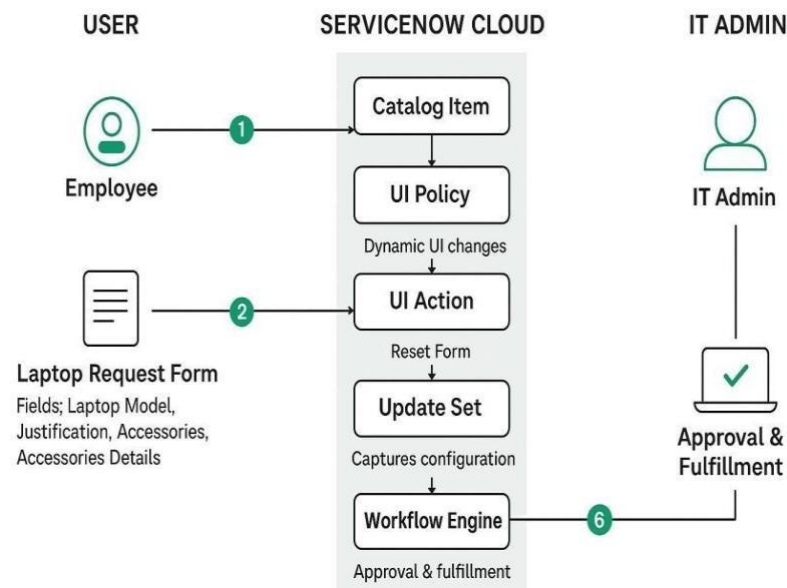 USER
SERVICENOW CLOUD
IT ADMIN
1
Employee
Catalog Item
UI Policy
Dynamic UI changes
IT Admin
2
UI Action
Reset Form
Laptop Request Form
Fields; Laptop Model,
Justification, Accessories,
Accessories Details
Update Set
Captures configuration
Approval &
Fulfillment
Workflow Engine
6
Approval & fulfillment